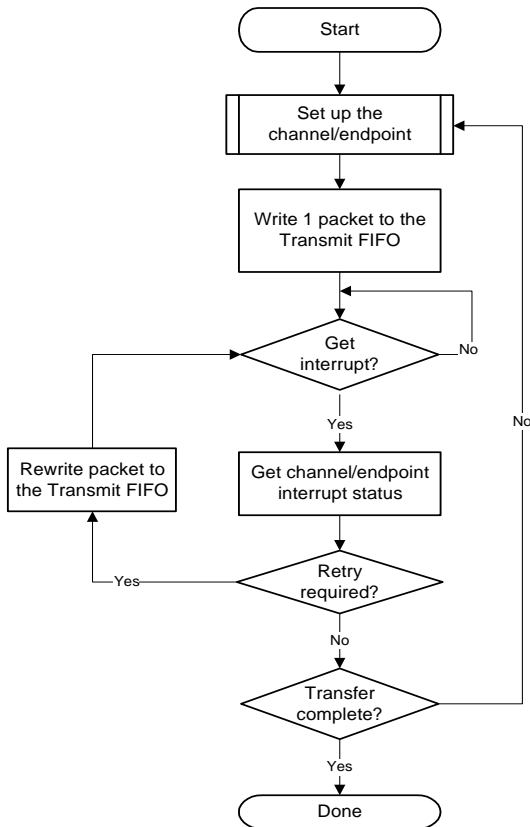 Start
Set up the
channel/endpoint
Write 1 packet to the
Transmit FIFO
Get
interrupt?
No
Yes
Rewrite packet to
the Transmit FIFO
Get channel/endpoint
interrupt status
No
Retry
required?
Yes
No
Transfer
complete?
Yes
Done